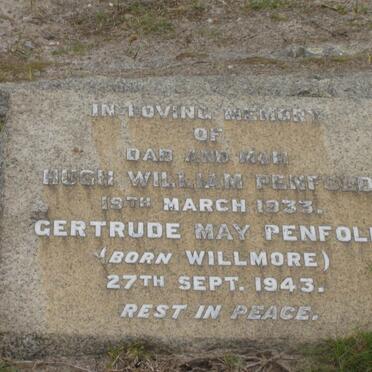 IN LOVING MEMORY
OF
DAD AND MUM
HUGH WILLIAM PENFOLD
19TH MARCH 1933.
GERTRUDE MAY PENFOLD
(BORN WILLMORE)
27TH SEPT. 1943.
REST IN PEACE.